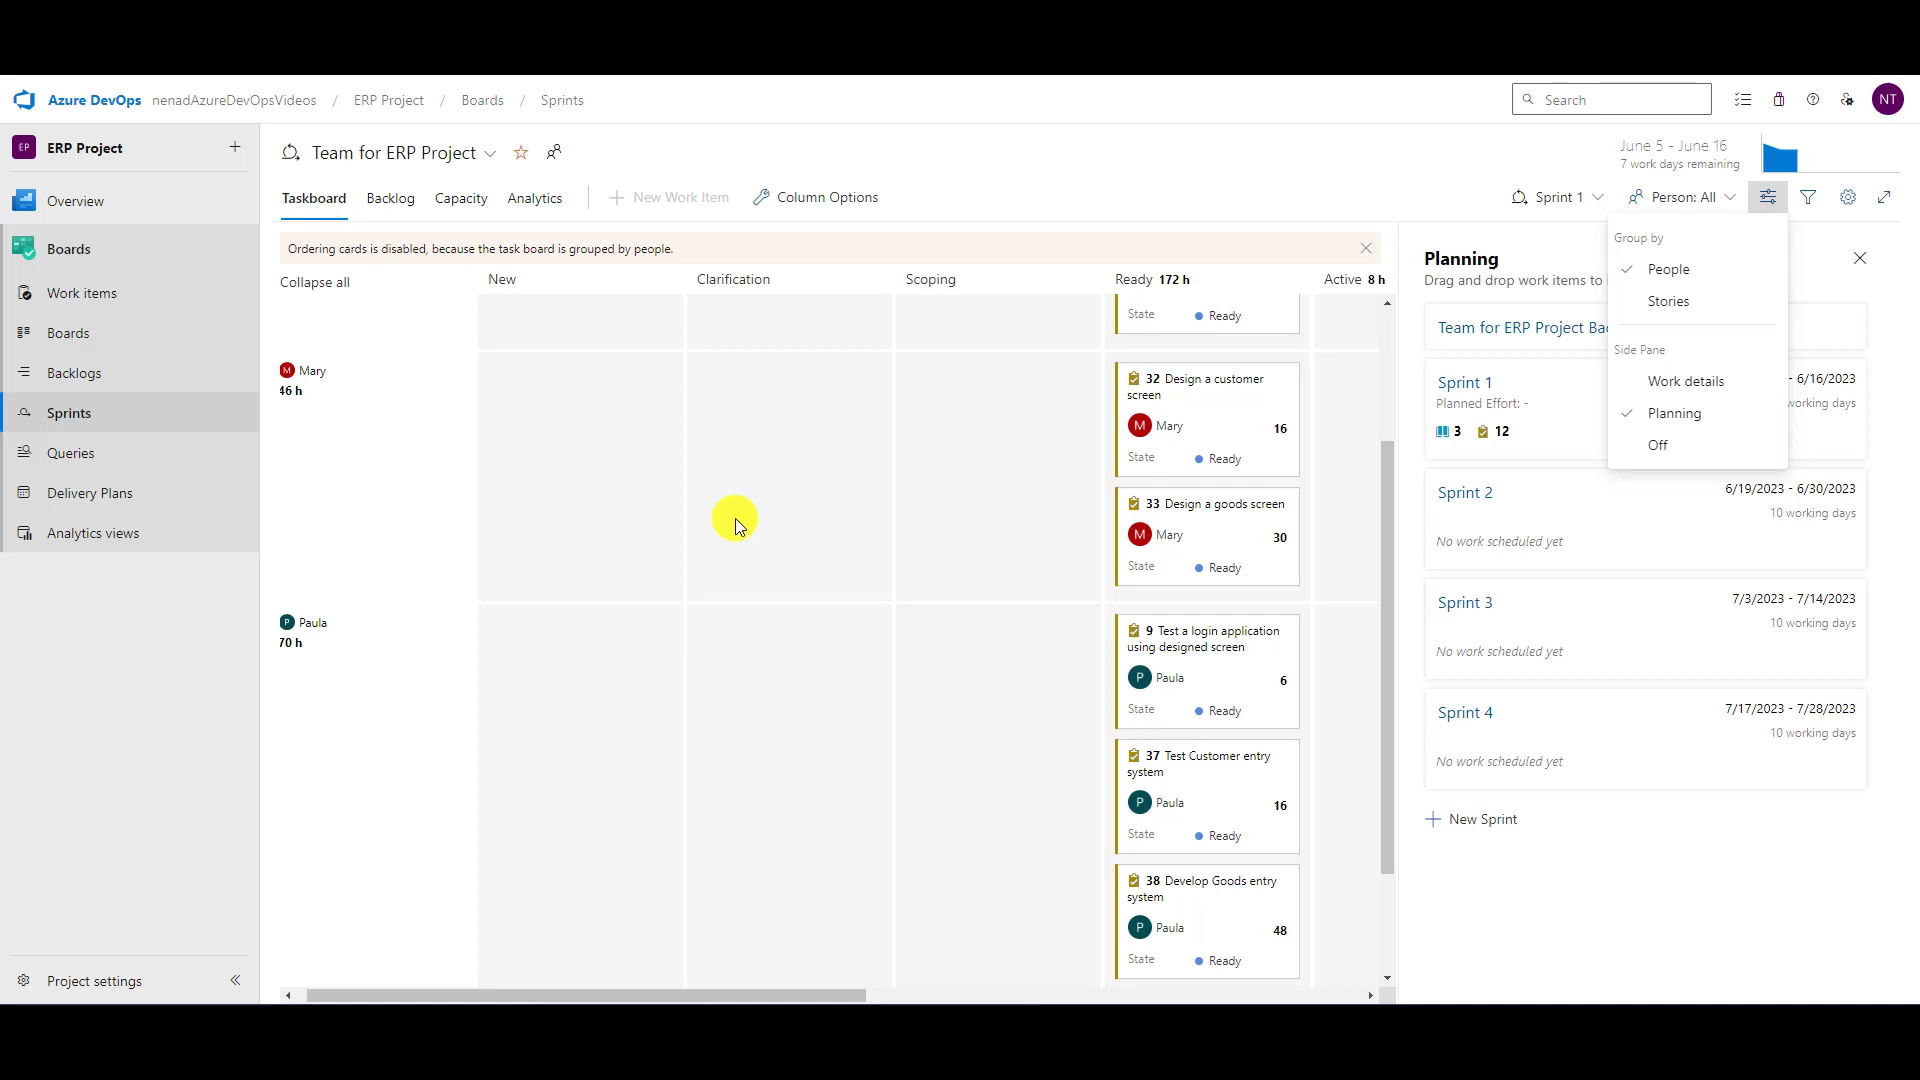 Azure DevOps nenadAzureDevOpsVideos / ERP Project / Boards / Sprints
Search
NT
EP ERP Project
Overview
Boards
Work items
Boards
Backlogs
Sprints
Queries
Delivery Plans
Analytics views
Project settings
Team for ERP Project
June 5 - June 16
7 work days remaining
Taskboard Backlog Capacity Analytics New Work Item Column Options
Sprint 1 Person: All
Ordering cards is disabled, because the task board is grouped by people.
Collapse all New Clarification Scoping Ready 172 h Active 8 h
State Ready
M Mary
46 h
32 Design a customer
screen
M Mary 16
State Ready
33 Design a goods screen
M Mary 30
State Ready
P Paula
70 h
9 Test a login application
using designed screen
P Paula 6
State Ready
37 Test Customer entry
system
P Paula 16
State Ready
38 Develop Goods entry
system
P Paula 48
State Ready
Group by
People
Stories
Side Pane
Work details
Planning
Off
Planning
Drag and drop work items to
Team for ERP Project Ba
Sprint 1 - 6/16/2023
Planned Effort: - working days
3 12
Sprint 2 6/19/2023 - 6/30/2023
10 working days
No work scheduled yet
Sprint 3 7/3/2023 - 7/14/2023
10 working days
No work scheduled yet
Sprint 4 7/17/2023 - 7/28/2023
10 working days
No work scheduled yet
New Sprint